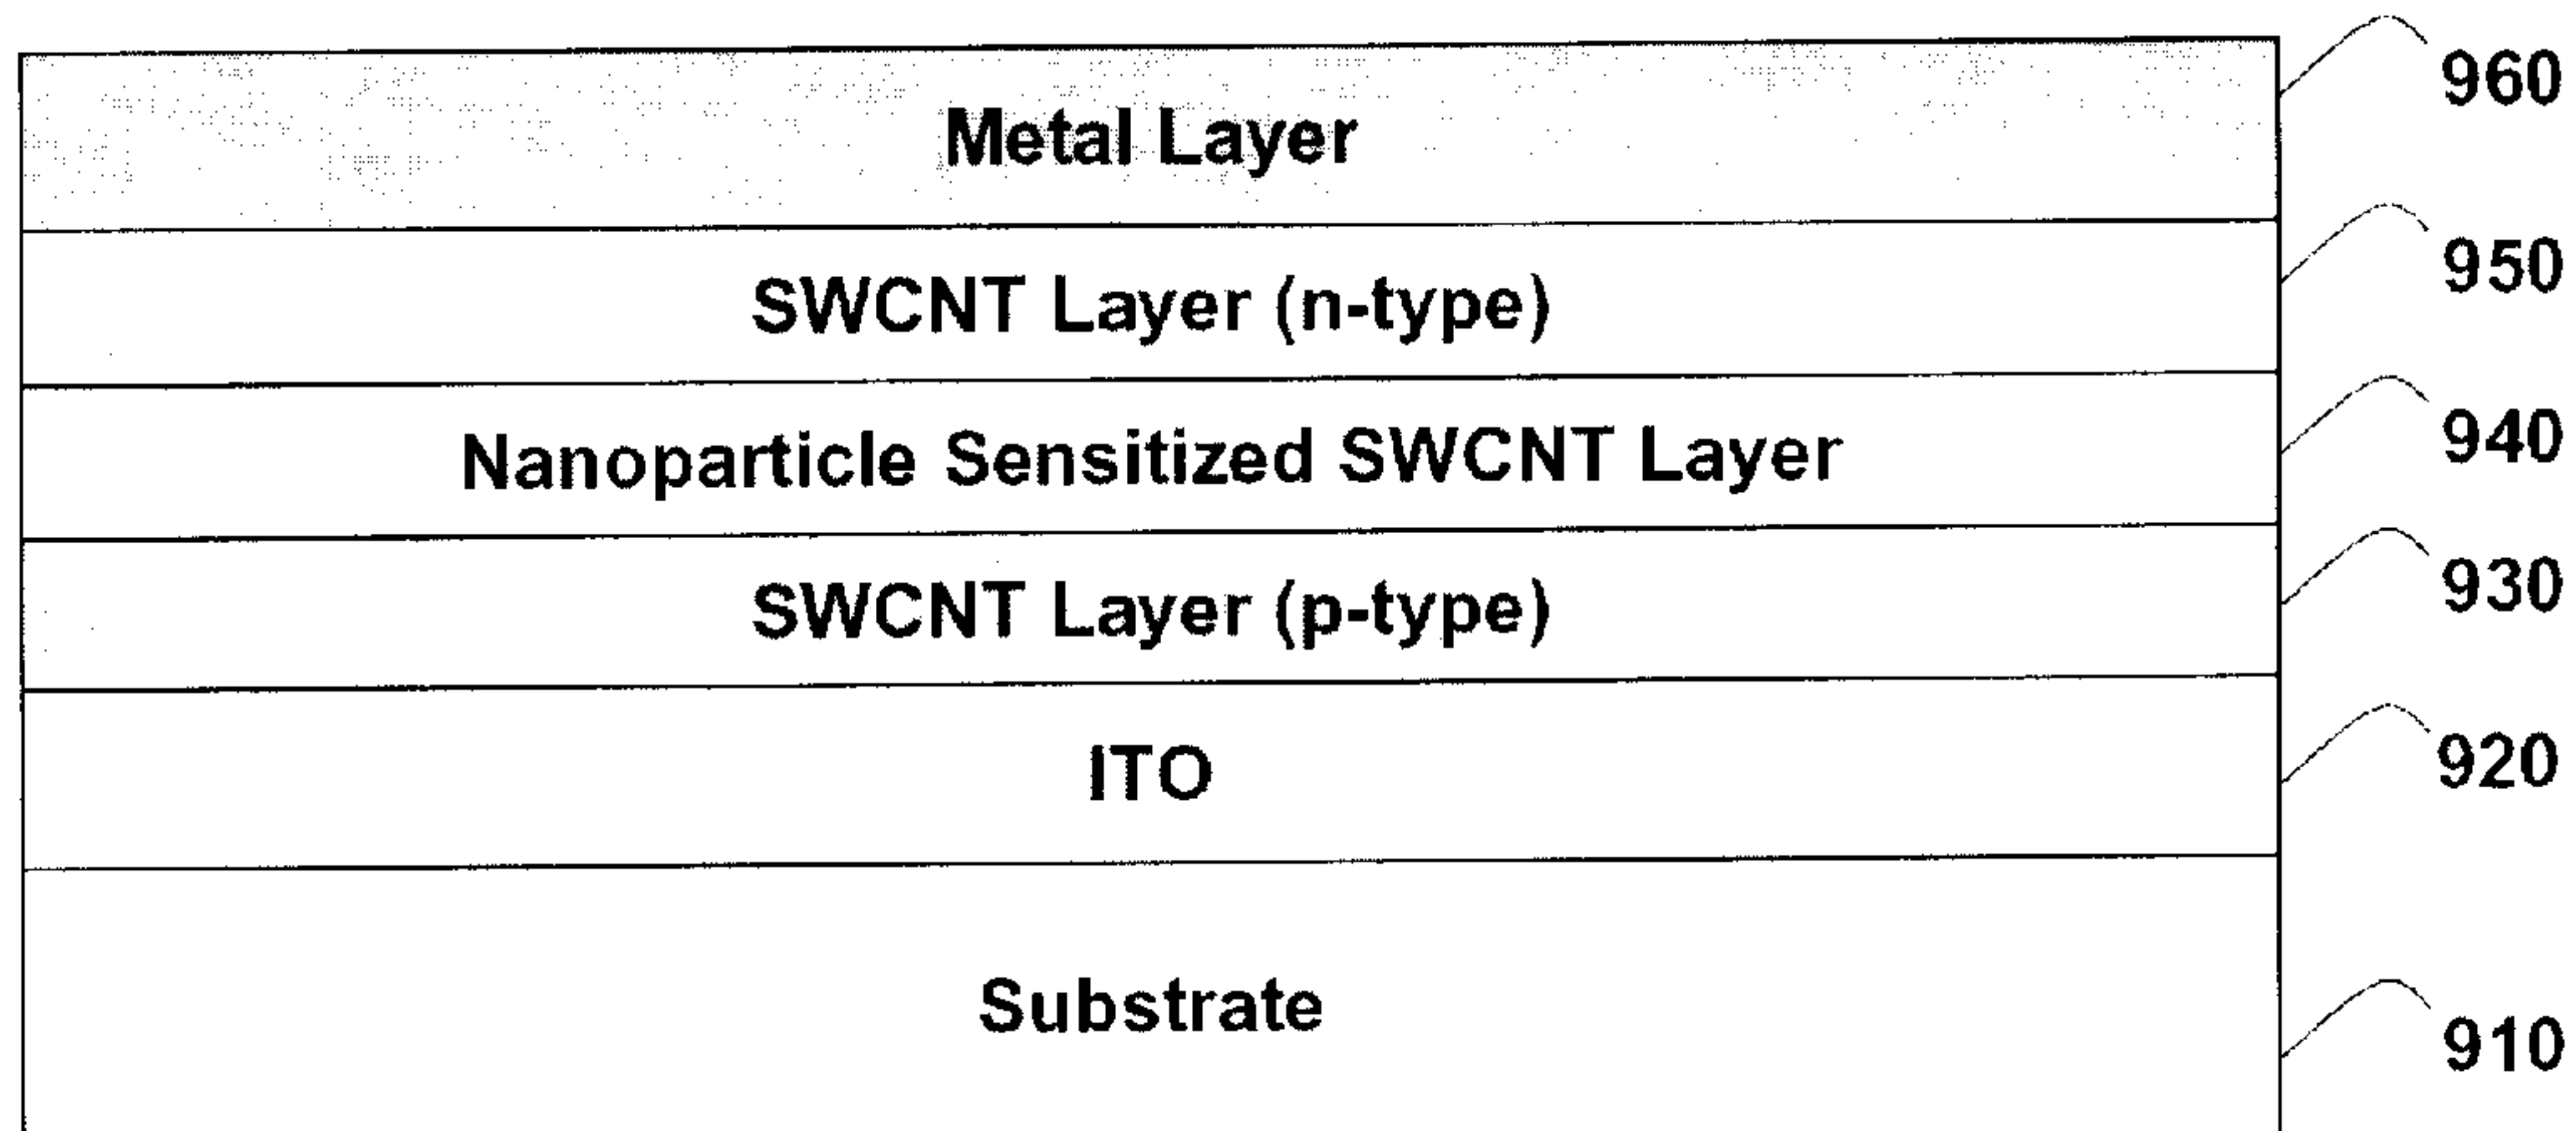 960
Metal Layer
950
SWCNT Layer (n-type)
940
Nanoparticle Sensitized SWCNT Layer
930
SWCNT Layer (p-type)
920
ITO
910
Substrate